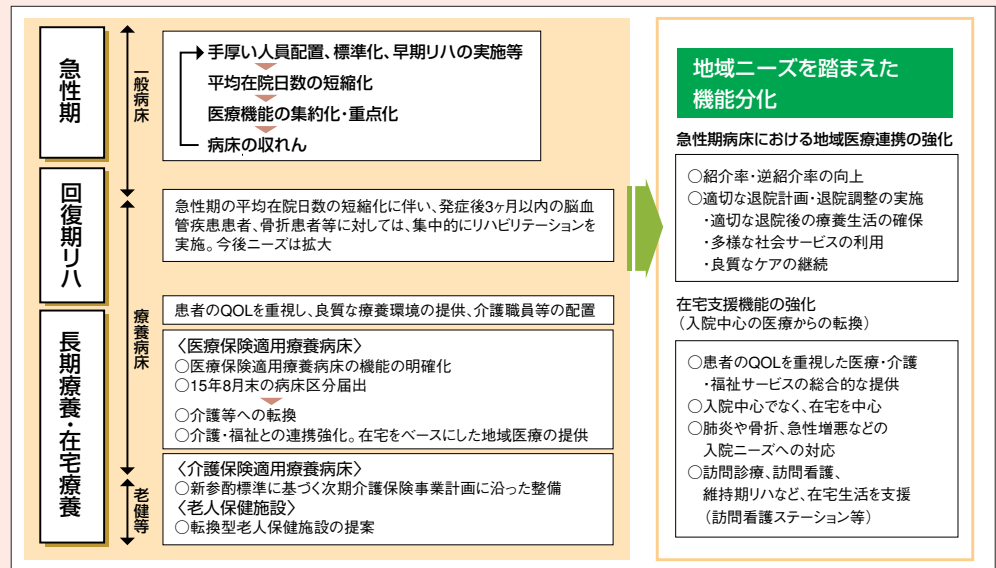 急性期
回復期リハ
長期療養・在宅療養
一般病床
療養病床
老健等
手厚い人員配置、標準化、早期リハの実施等
平均在院日数の短縮化
医療機能の集約化・重点化
病床の収れん
急性期の平均在院日数の短縮化に伴い、発症後3ヶ月以内の脳血
管疾患患者、骨折患者等に対しては、集中的にリハビリテーションを
実施。今後ニーズは拡大
患者のQOLを重視し、良質な療養環境の提供、介護職員等の配置
〈医療保険適用療養病床〉
○医療保険適用療養病床の機能の明確化
○15年8月末の病床区分届出
○介護等への転換
○介護・福祉との連携強化。在宅をベースにした地域医療の提供
〈介護保険適用療養病床〉
○新参酌標準に基づく次期介護保険事業計画に沿った整備
〈老人保健施設〉
○転換型老人保健施設の提案
地域ニーズを踏まえた
機能分化
急性期病床における地域医療連携の強化
○紹介率・逆紹介率の向上
○適切な退院計画・退院調整の実施
・適切な退院後の療養生活の確保
・多様な社会サービスの利用
・良質なケアの継続
在宅支援機能の強化
（入院中心の医療からの転換）
○患者のQOLを重視した医療・介護
・福祉サービスの総合的な提供
○入院中心でなく、在宅を中心
○肺炎や骨折、急性増悪などの
入院ニーズへの対応
○訪問診療、訪問看護、
維持期リハなど、在宅生活を支援
（訪問看護ステーション等）